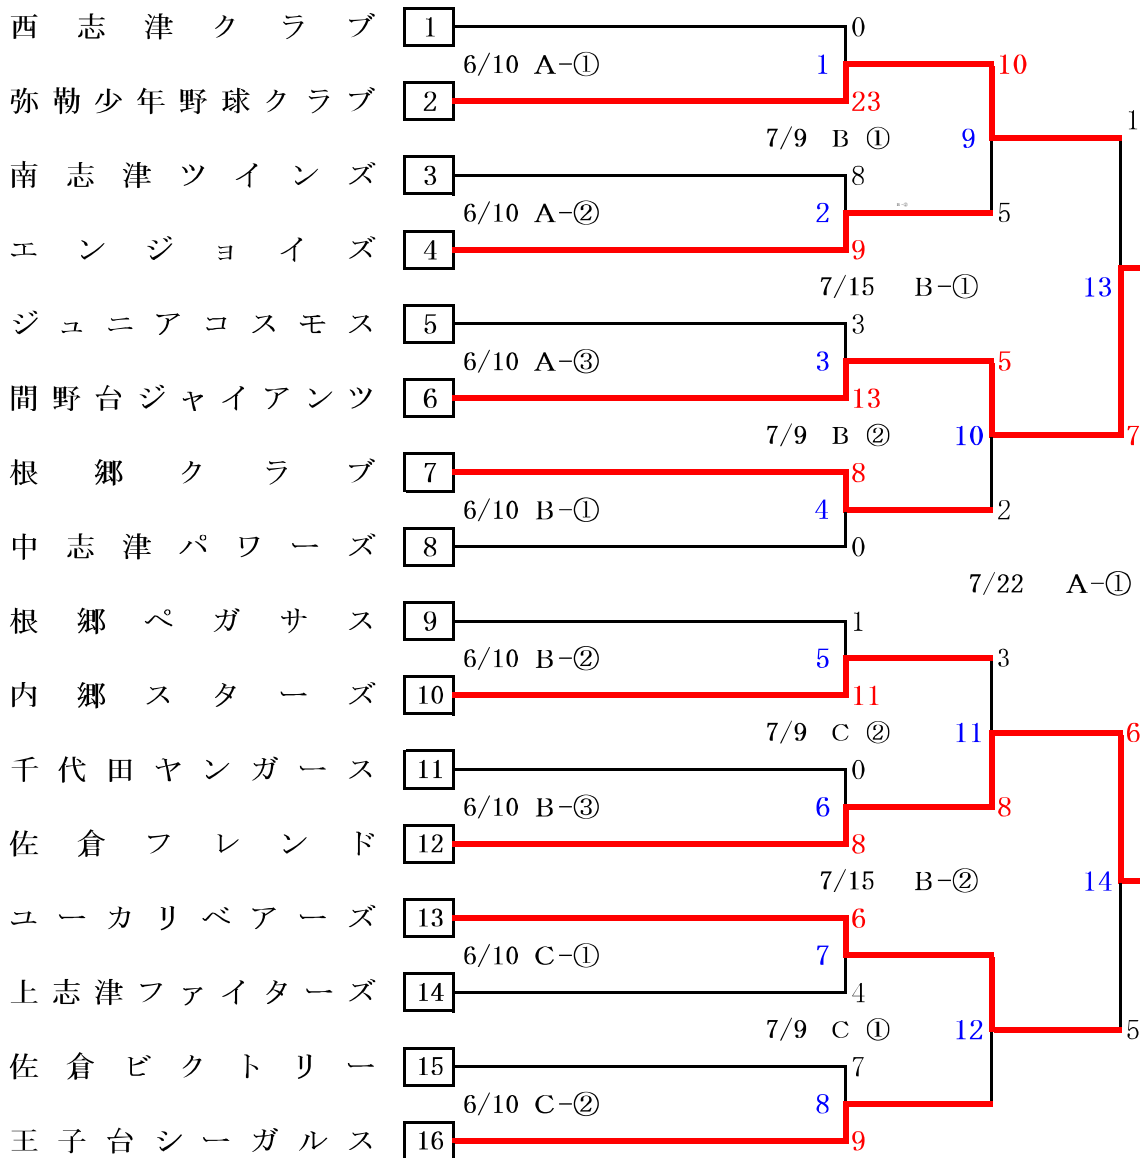 西志津クラブ 1 0
6/10 A-① 1 10
弥勒少年野球クラブ 2 23
7/9 B ① 9 1
南志津ツインズ 3 8
6/10 A-② 2 5
エンジョイズ 4 9
7/15 B-① 13
ジュニアコスモス 5 3
6/10 A-③ 3 5
間野台ジャイアンツ 6 13
7/9 B ② 10 7
根郷クラブ 7 8
6/10 B-① 4 2
中志津パワーズ 8 0
7/22 A-①
根郷ペガサス 9 1
6/10 B-② 5 3
内郷スターズ 10 11
7/9 C ② 11 6
千代田ヤンガース 11 0
6/10 B-③ 6 8
佐倉フレンド 12 8
7/15 B-② 14
ユーカリベアーズ 13 6
6/10 C-① 7
上志津ファイターズ 14 4
7/9 C ① 12 5
佐倉ビクトリー 15 7
6/10 C-② 8
王子台シーガルス 16 9